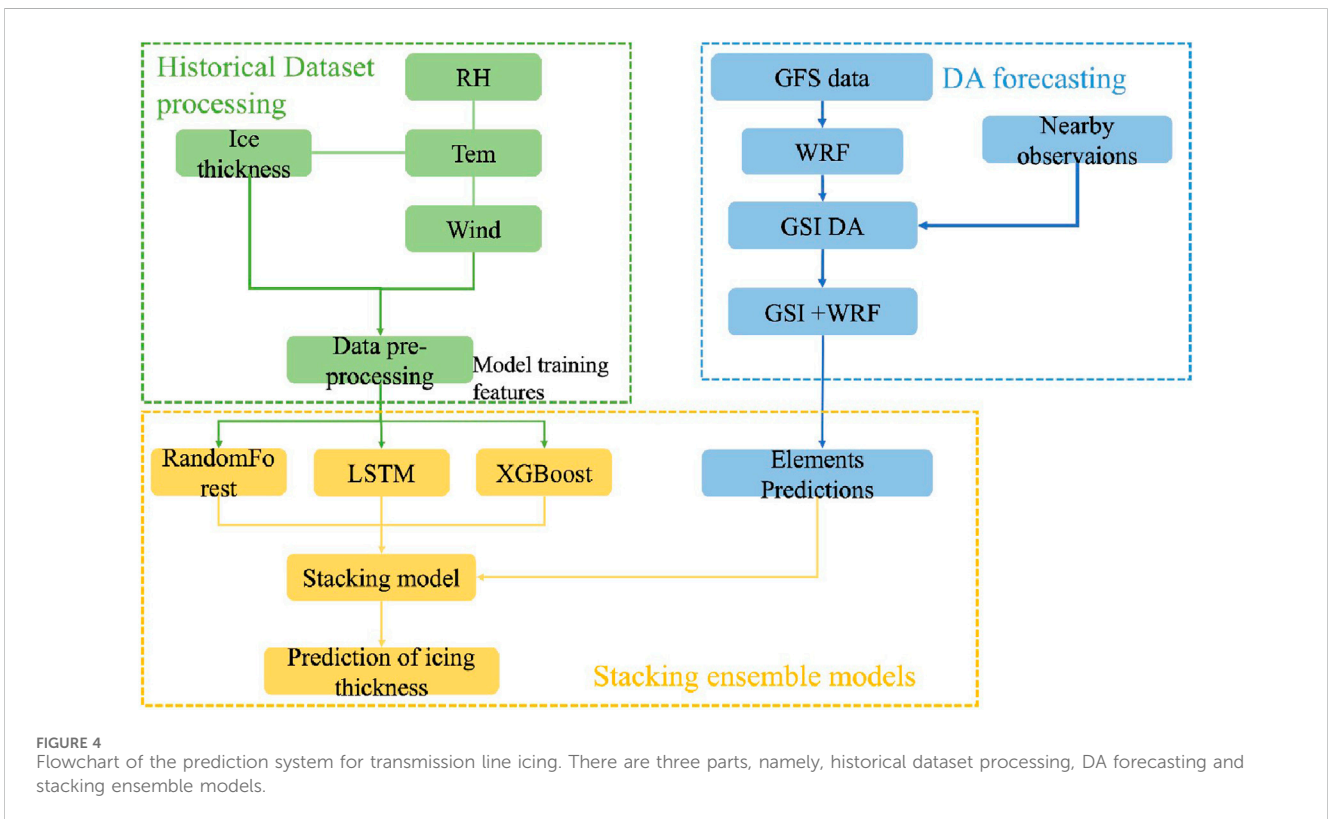 Historical Dataset
processing
RH
Ice
thickness
Tem
Wind
Data pre-
processing
Model training
features
GFS data
DA forecasting
WRF
Nearby
observaions
GSI DA
GSI +WRF
RandomFo
rest
LSTM
XGBoost
Elements
Predictions
Stacking model
Prediction of icing
thickness
Stacking ensemble models
FIGURE 4
Flowchart of the prediction system for transmission line icing. There are three parts, namely, historical dataset processing, DA forecasting and
stacking ensemble models.